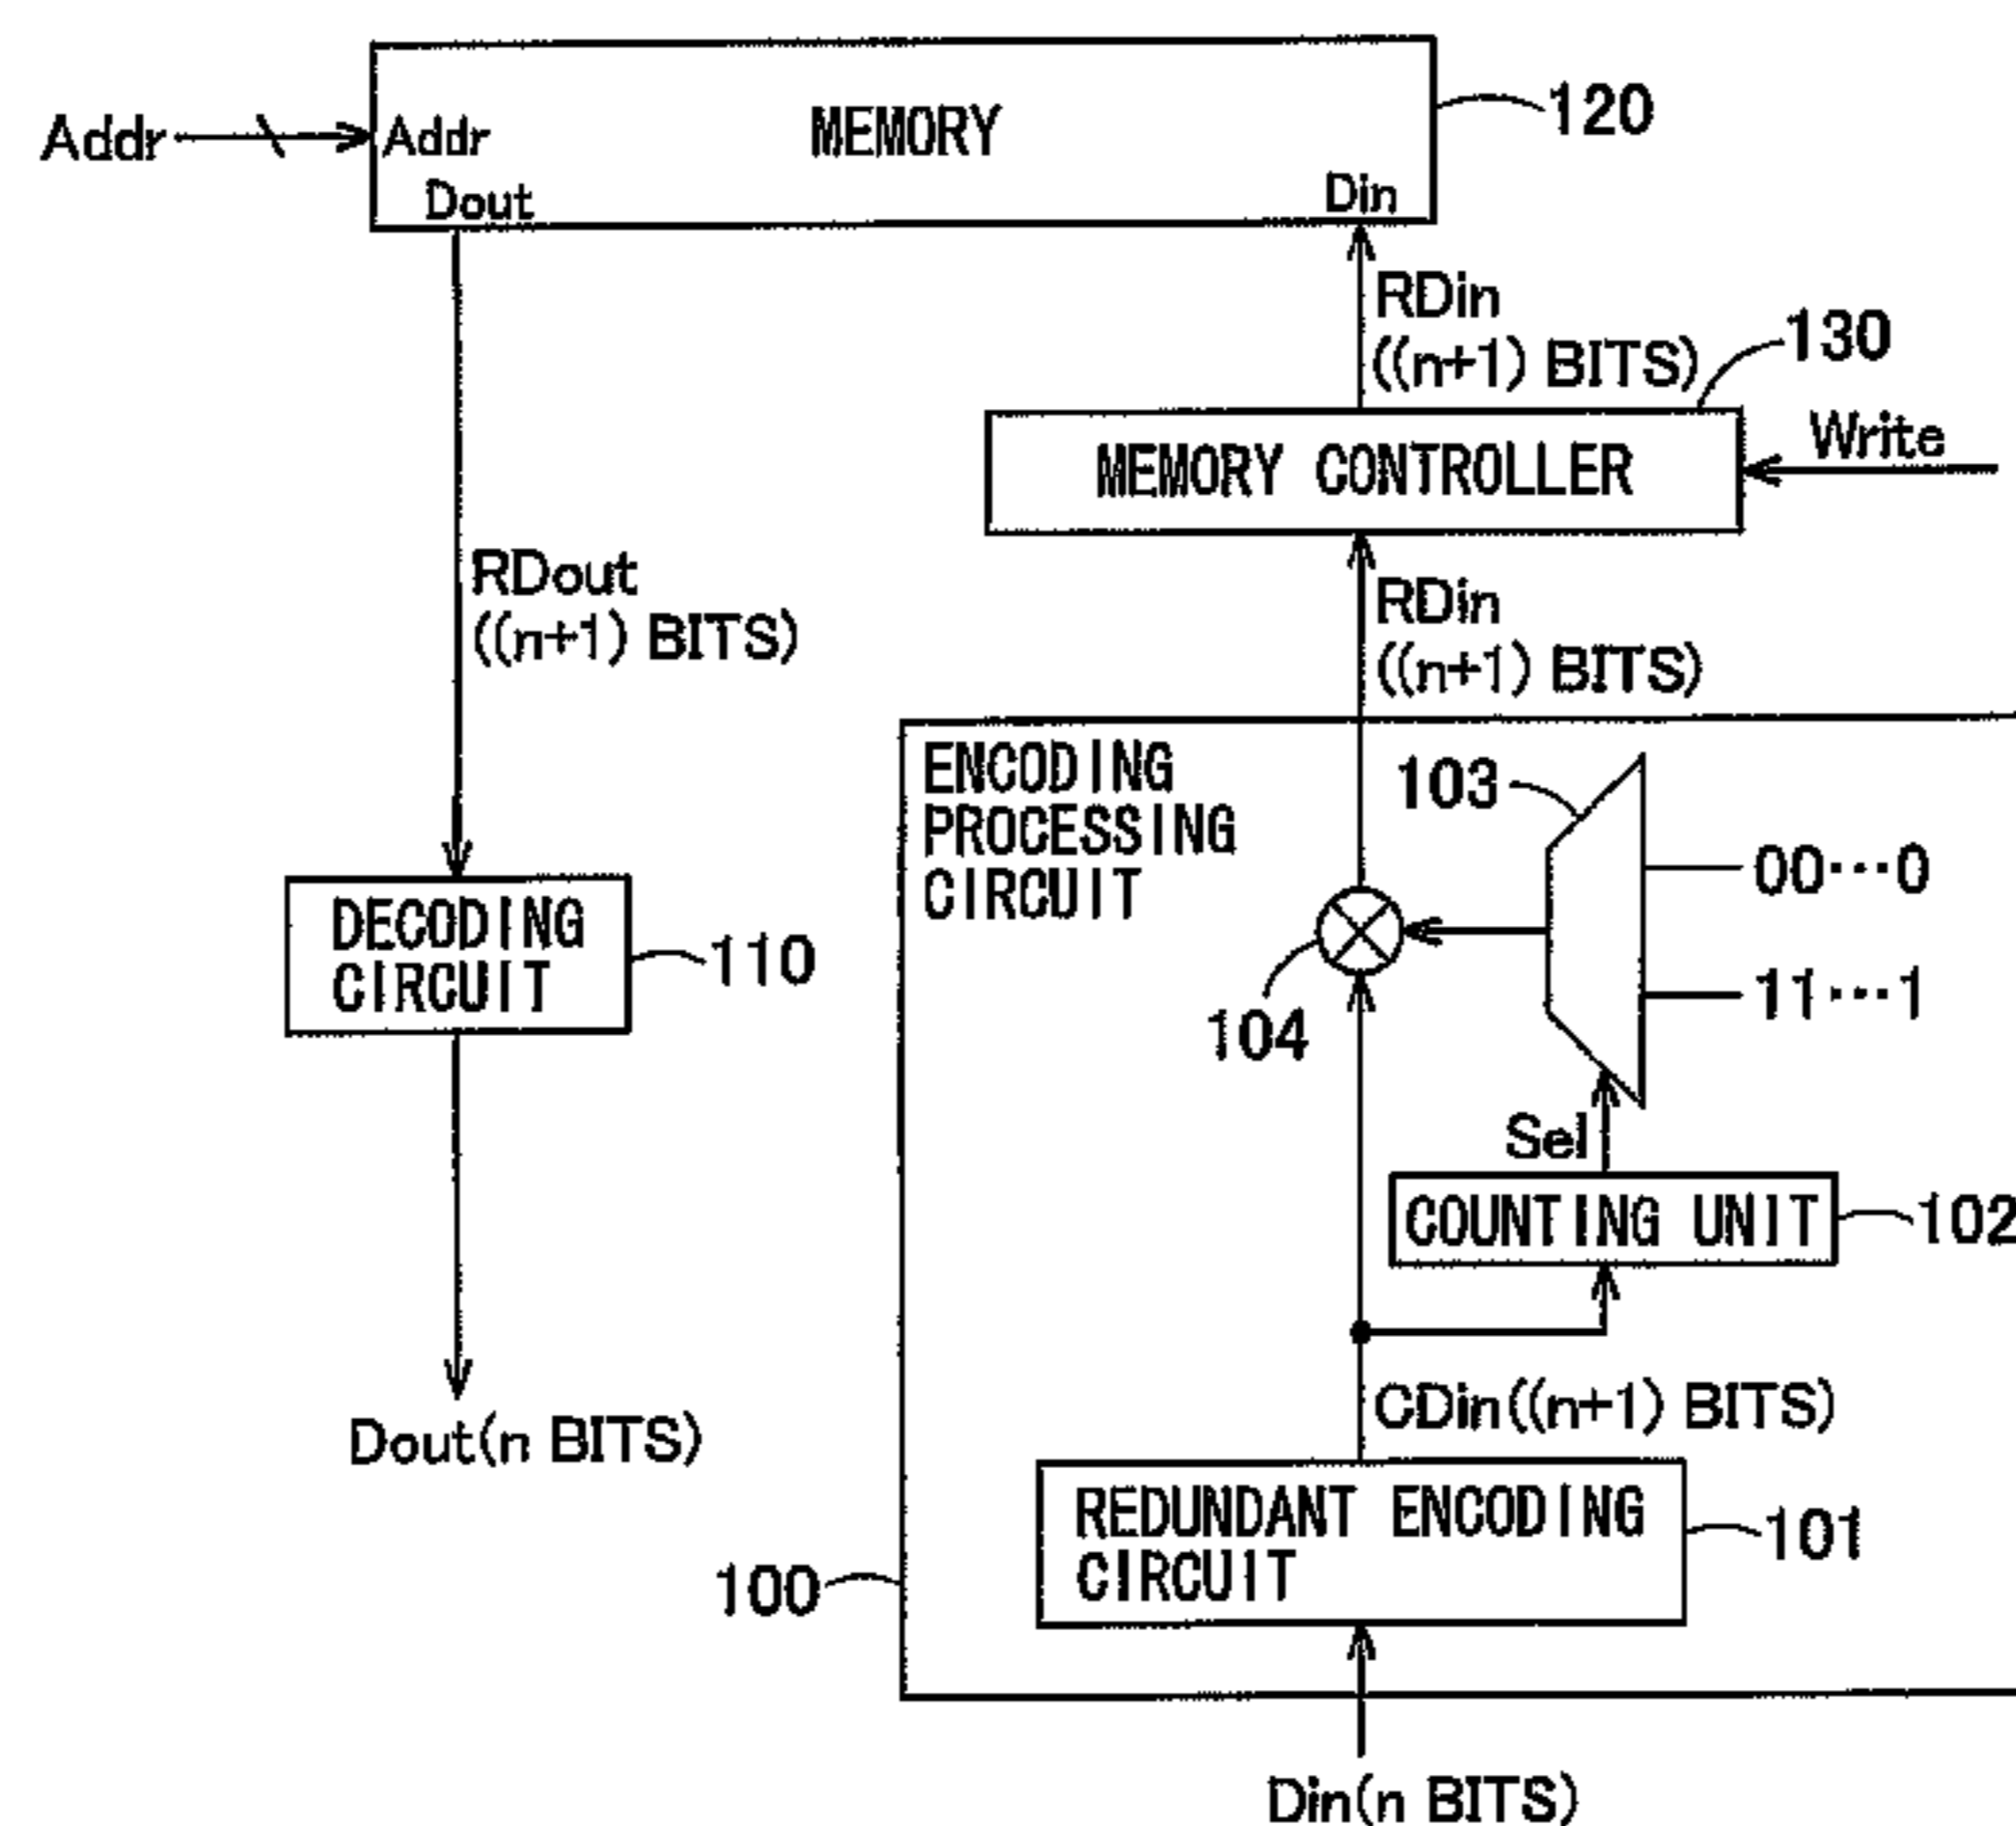 MEMORY
120
Addr
Addr
Dout
Din
RDin
((n+1) BITS)
130
MEMORY CONTROLLER
Write
RDout
((n+1) BITS)
RDin
((n+1) BITS)
ENCODING
PROCESSING
CIRCUIT
103
00···0
11···1
104
DECODING
CIRCUIT
110
Sel
COUNTING UNIT
102
CDin((n+1) BITS)
Dout(n BITS)
REDUNDANT ENCODING
CIRCUIT
101
100
Din(n BITS)